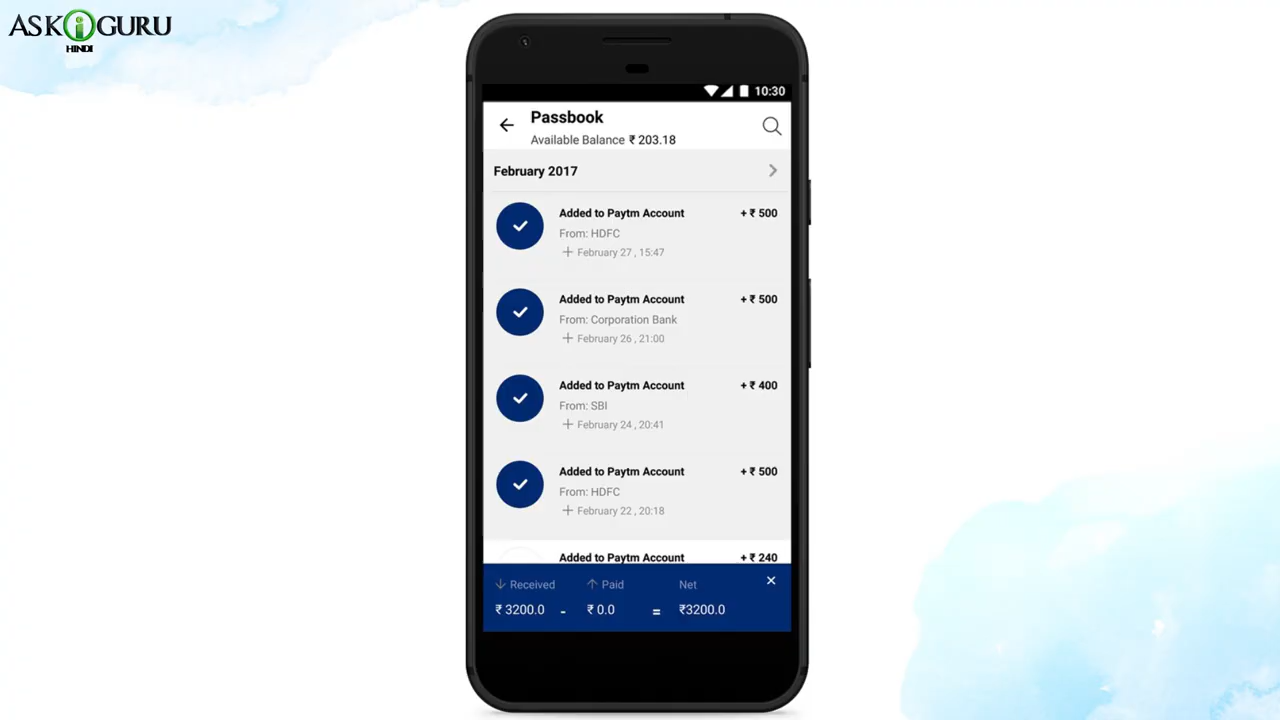 ASK i GURU
HINDI
10:30
Passbook
Available Balance ₹ 203.18
February 2017
Added to Paytm Account + ₹ 500
From: HDFC
February 27 , 15:47
Added to Paytm Account + ₹ 500
From: Corporation Bank
February 26 , 21:00
Added to Paytm Account + ₹ 400
From: SBI
February 24 , 20:41
Added to Paytm Account + ₹ 500
From: HDFC
February 22 , 20:18
Added to Paytm Account + ₹ 240
Received Paid Net
₹ 3200.0 - ₹ 0.0 = ₹3200.0